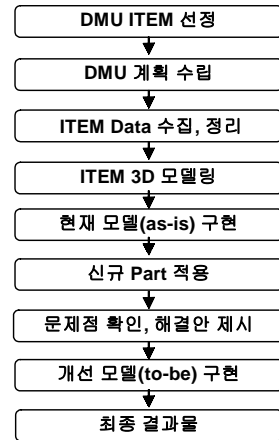 DMU ITEM 선정
DMU 계획 수립
ITEM Data 수집, 정리
ITEM 3D 모델링
현재 모델(as-is) 구현
신규 Part 적용
문제점 확인, 해결안 제시
개선 모델(to-be) 구현
최종 결과물